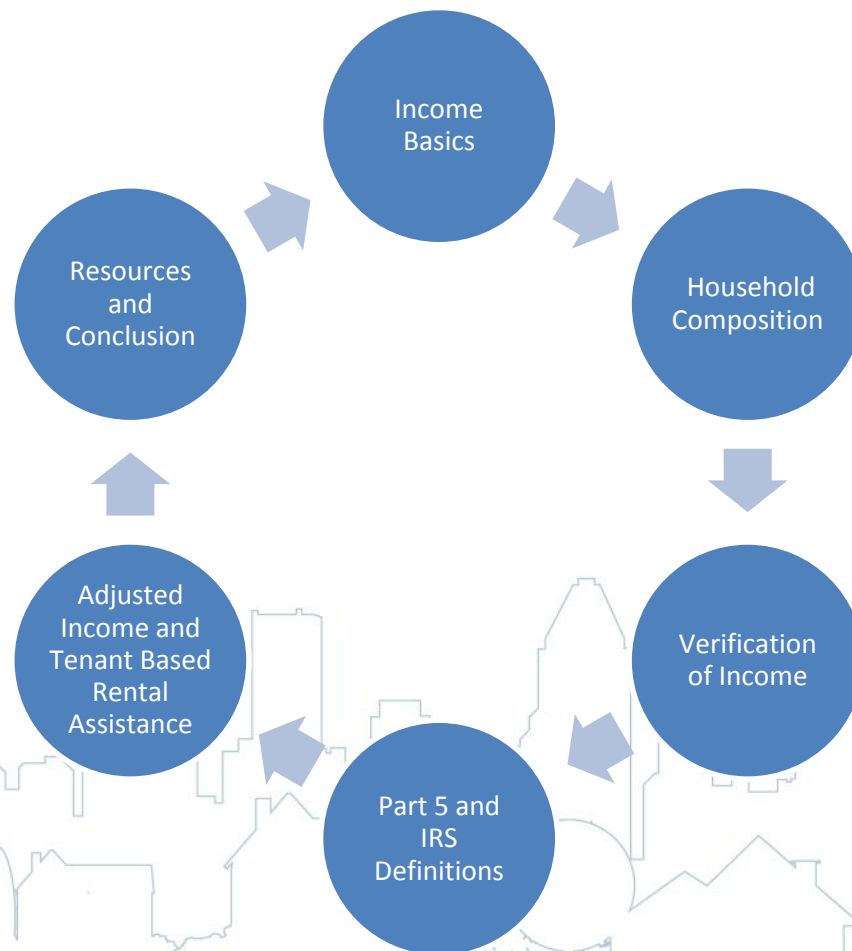 Income
Basics
Household
Composition
Verification
of Income
Part 5 and
IRS
Definitions
Adjusted
Income and
Tenant Based
Rental
Assistance
Resources
and
Conclusion